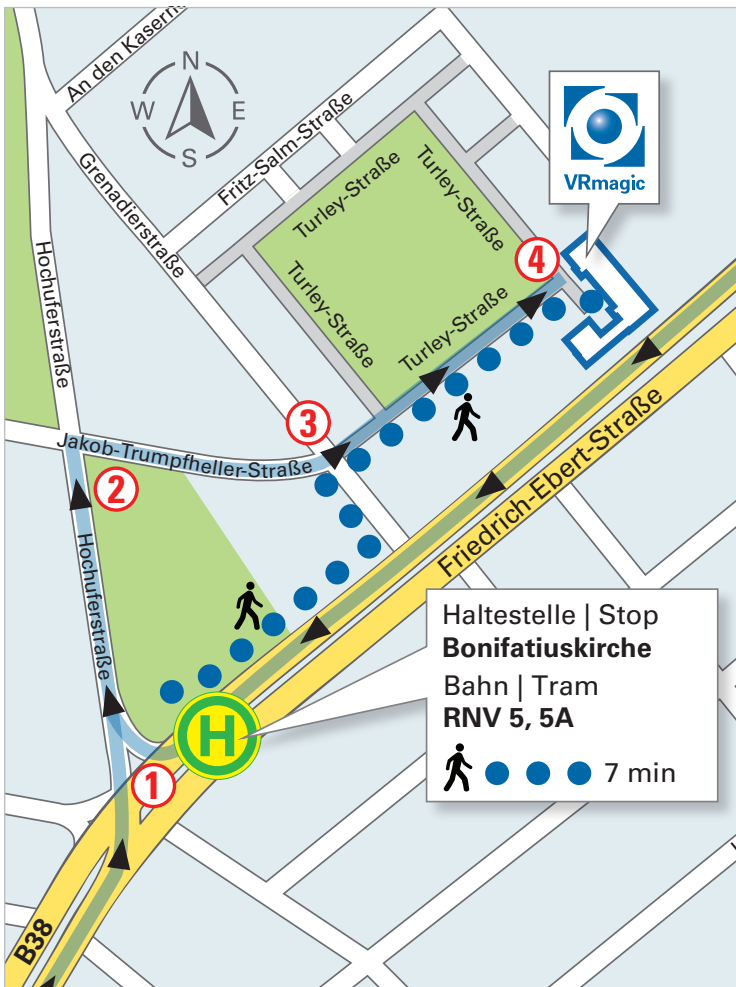 An den Kasern
N
W E
S
Fritz-Salm-Straße
Grenadierstraße
Turley-Straße
Turley-Straße
VRmagic
Hochuferstraße
Turley-Straße
Turley-Straße
4
3
Jakob-Trumpfheller-Straße
2
Friedrich-Ebert-Straße
Hochuferstraße
Haltestelle | Stop
Bonifatiuskirche
Bahn | Tram
RNV 5, 5A
7 min
H
1
B38